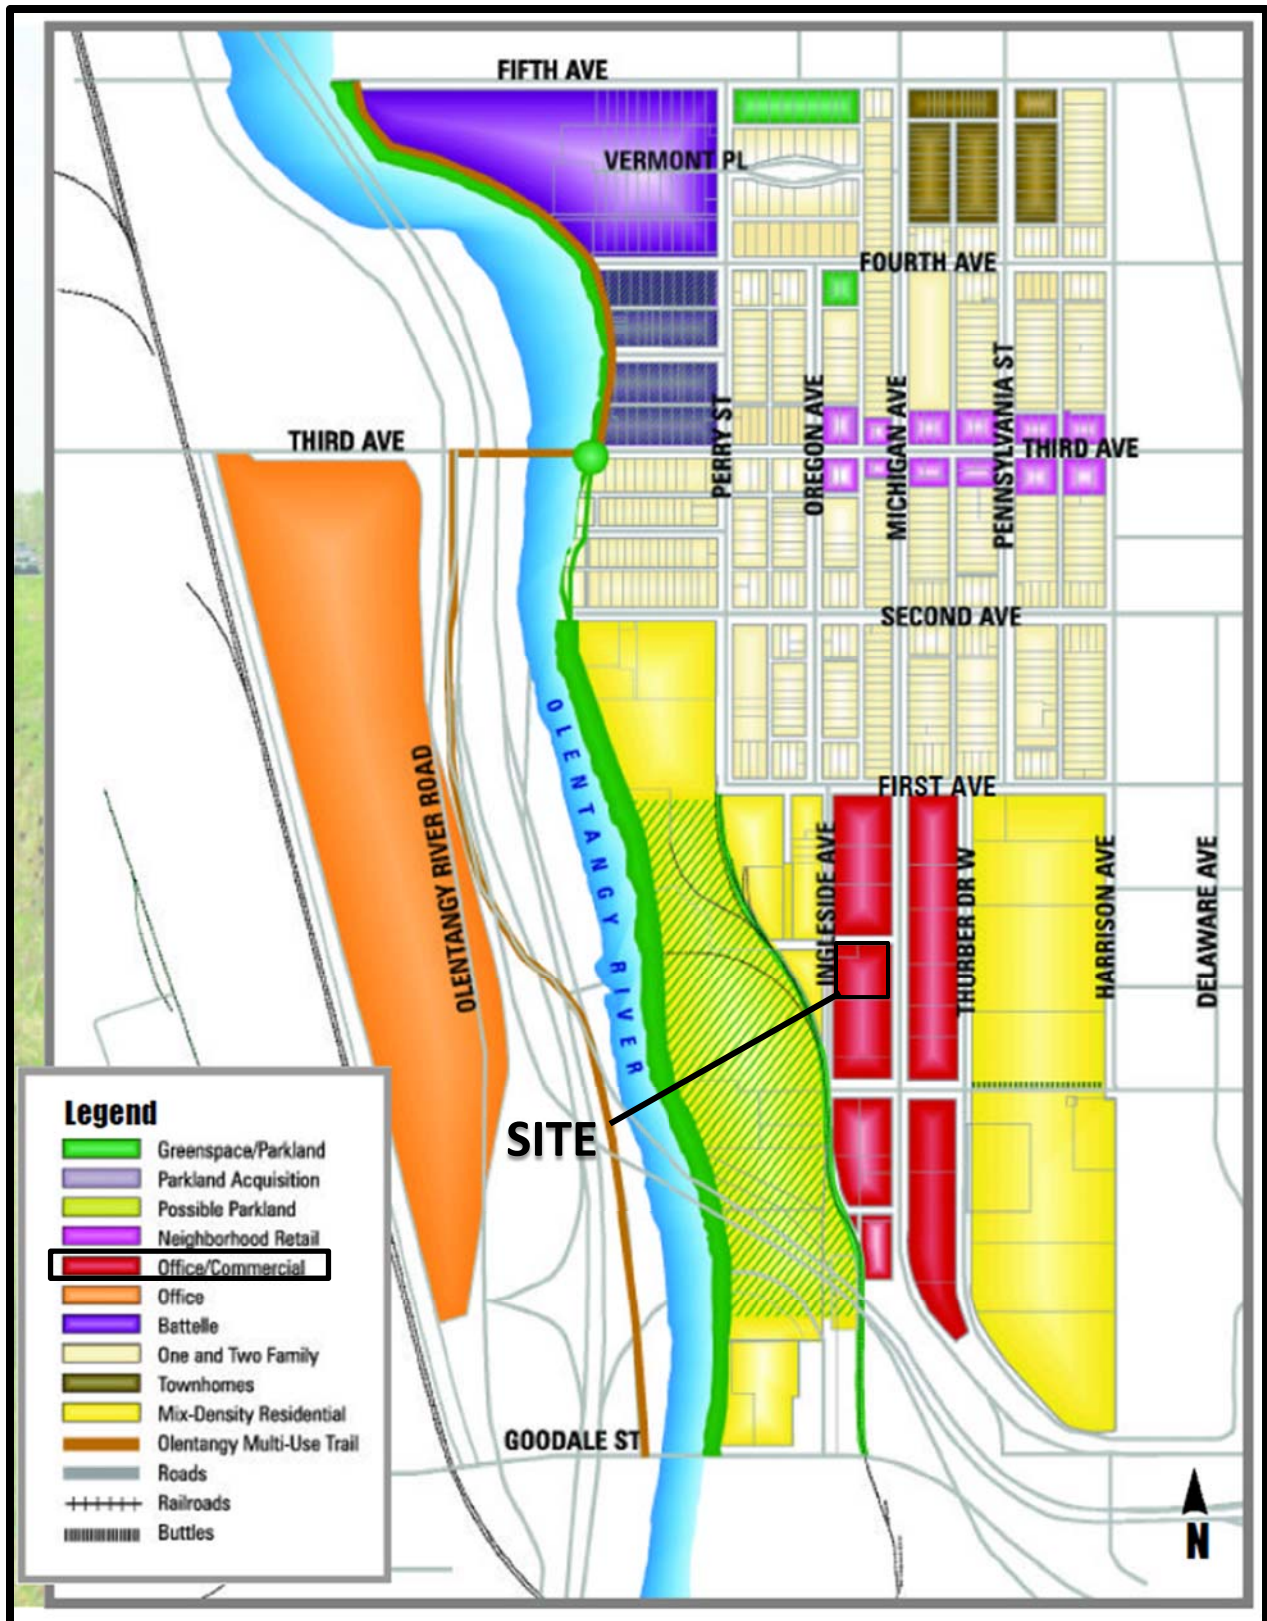 FIFTH AVE
VERMONT PL
FOURTH AVE
PERRY ST
OREGON AVE
MICHIGAN AVE
PENNSYLVANIA ST
THIRD AVE
THIRD AVE
SECOND AVE
OLENTANGY RIVER
OLENTANGY RIVER ROAD
FIRST AVE
INGLESIDE AVE
THURBER DR W
HARRISON AVE
DELAWARE AVE
SITE
Legend
Greenspace/Parkland
Parkland Acquisition
Possible Parkland
Neighborhood Retail
Office/Commercial
Office
Battelle
One and Two Family
Townhomes
Mix-Density Residential
Olentangy Multi-Use Trail
Roads
Railroads
Buttles
GOODALE ST
N